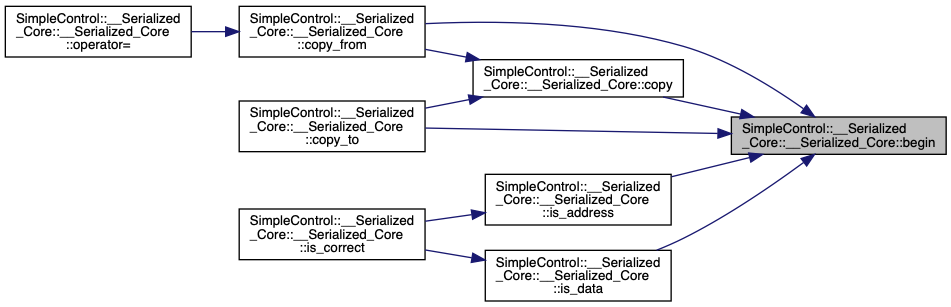 SimpleControl::__Serialized
_Core::__Serialized_Core
::operator=
SimpleControl::__Serialized
_Core::__Serialized_Core
::copy_from
SimpleControl::__Serialized
_Core::__Serialized_Core::copy
SimpleControl::__Serialized
_Core::__Serialized_Core
::copy_to
SimpleControl::__Serialized
_Core::__Serialized_Core::begin
SimpleControl::__Serialized
_Core::__Serialized_Core
::is_address
SimpleControl::__Serialized
_Core::__Serialized_Core
::is_correct
SimpleControl::__Serialized
_Core::__Serialized_Core
::is_data